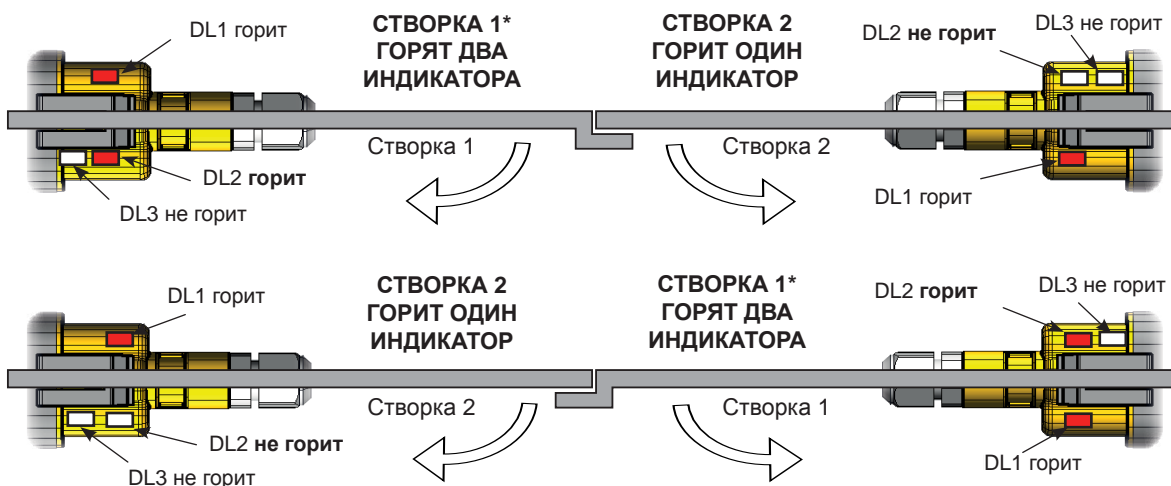 DL1 горит
СТВОРКА 1*
ГОРЯТ ДВА
ИНДИКАТОРА
СТВОРКА 2
ГОРИТ ОДИН
ИНДИКАТОР
DL2 не горит
DL3 не горит
Створка 1
Створка 2
DL2 горит
DL3 не горит
DL1 горит
DL1 горит
СТВОРКА 2
ГОРИТ ОДИН
ИНДИКАТОР
СТВОРКА 1*
ГОРЯТ ДВА
ИНДИКАТОРА
DL2 горит
DL3 не горит
Створка 2
Створка 1
DL2 не горит
DL3 не горит
DL1 горит